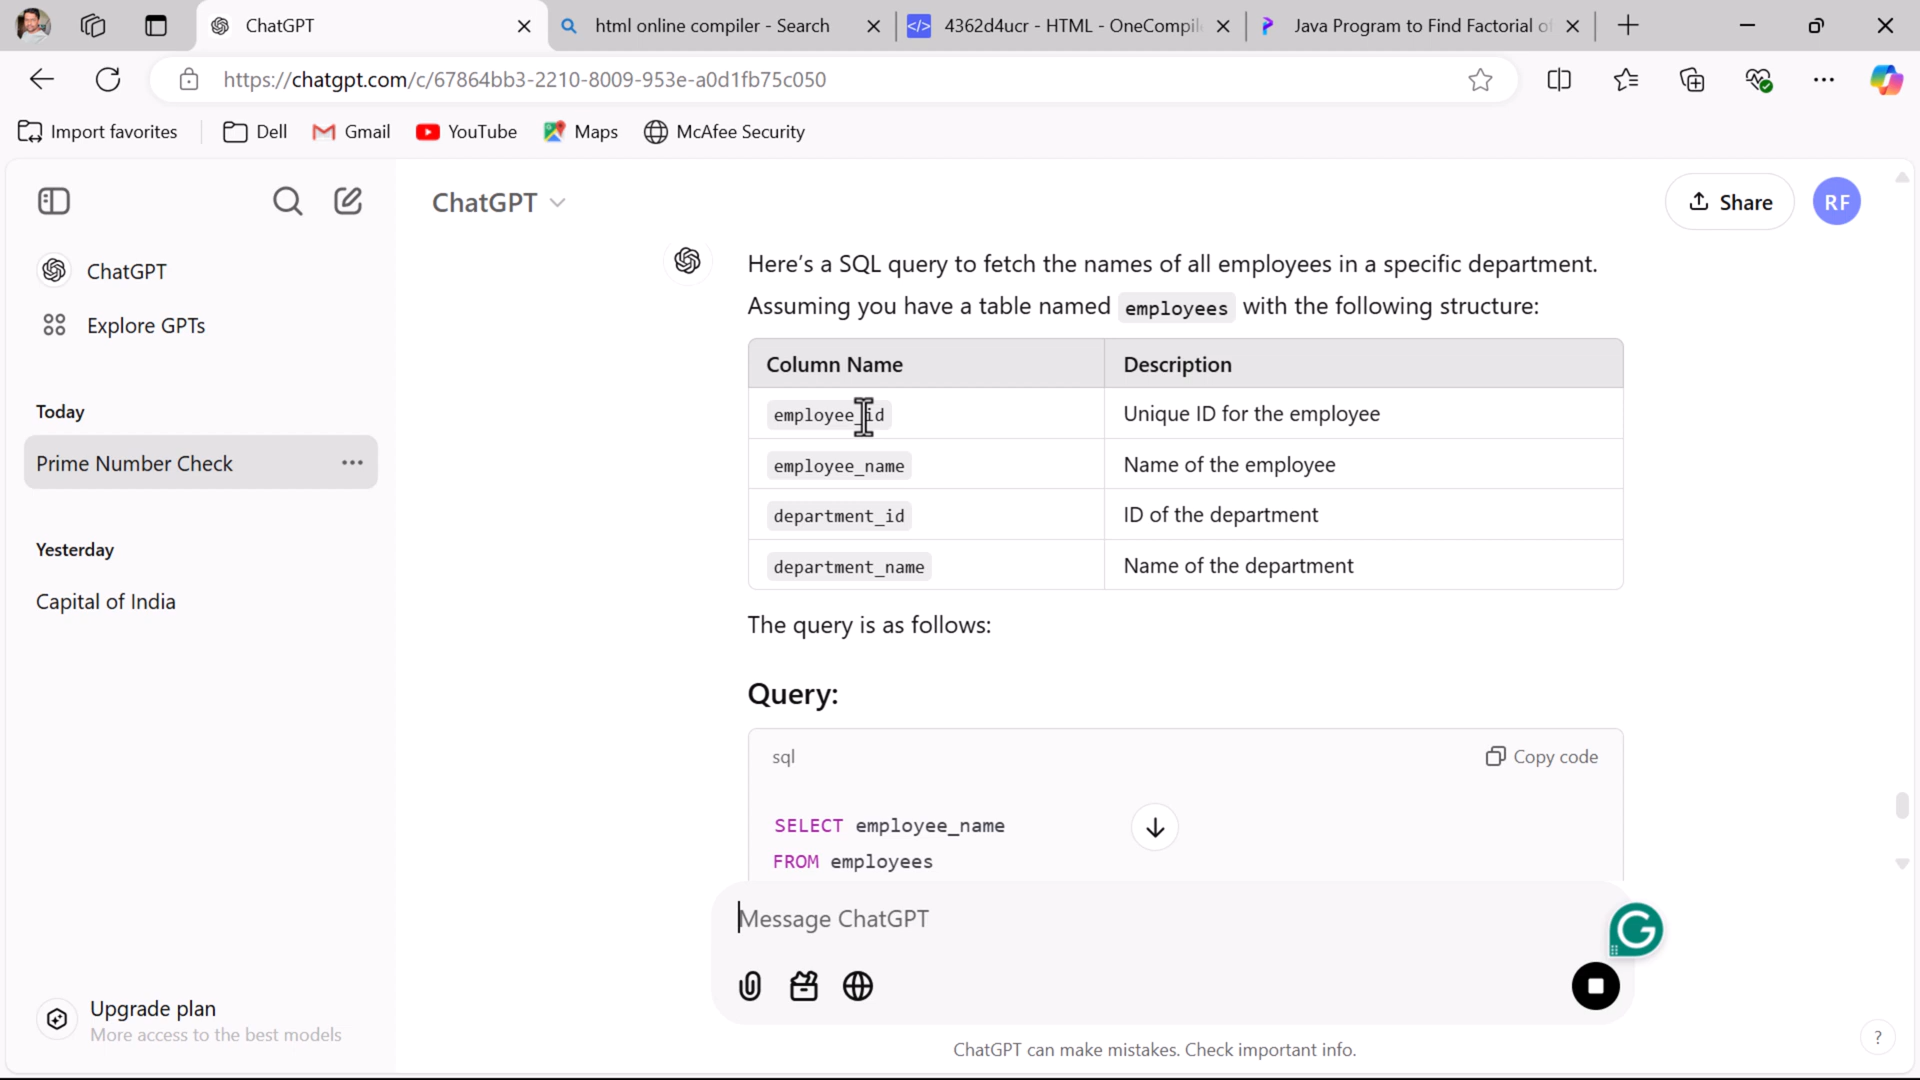 ChatGPT
html online compiler - Search
4362d4ucr - HTML - OneCompil
Java Program to Find Factorial of
https://chatgpt.com/c/67864bb3-2210-8009-953e-a0d1fb75c050
Import favorites
Dell
Gmail
YouTube
Maps
McAfee Security
ChatGPT
Share
RF
ChatGPT
Explore GPTs
Today
Prime Number Check
Yesterday
Capital of India
Upgrade plan
More access to the best models
Here's a SQL query to fetch the names of all employees in a specific department.
Assuming you have a table named employees with the following structure:
Column Name Description
employee_id Unique ID for the employee
employee_name Name of the employee
department_id ID of the department
department_name Name of the department
The query is as follows:
Query:
sql Copy code
SELECT employee_name
FROM employees
Message ChatGPT
ChatGPT can make mistakes. Check important info.
?